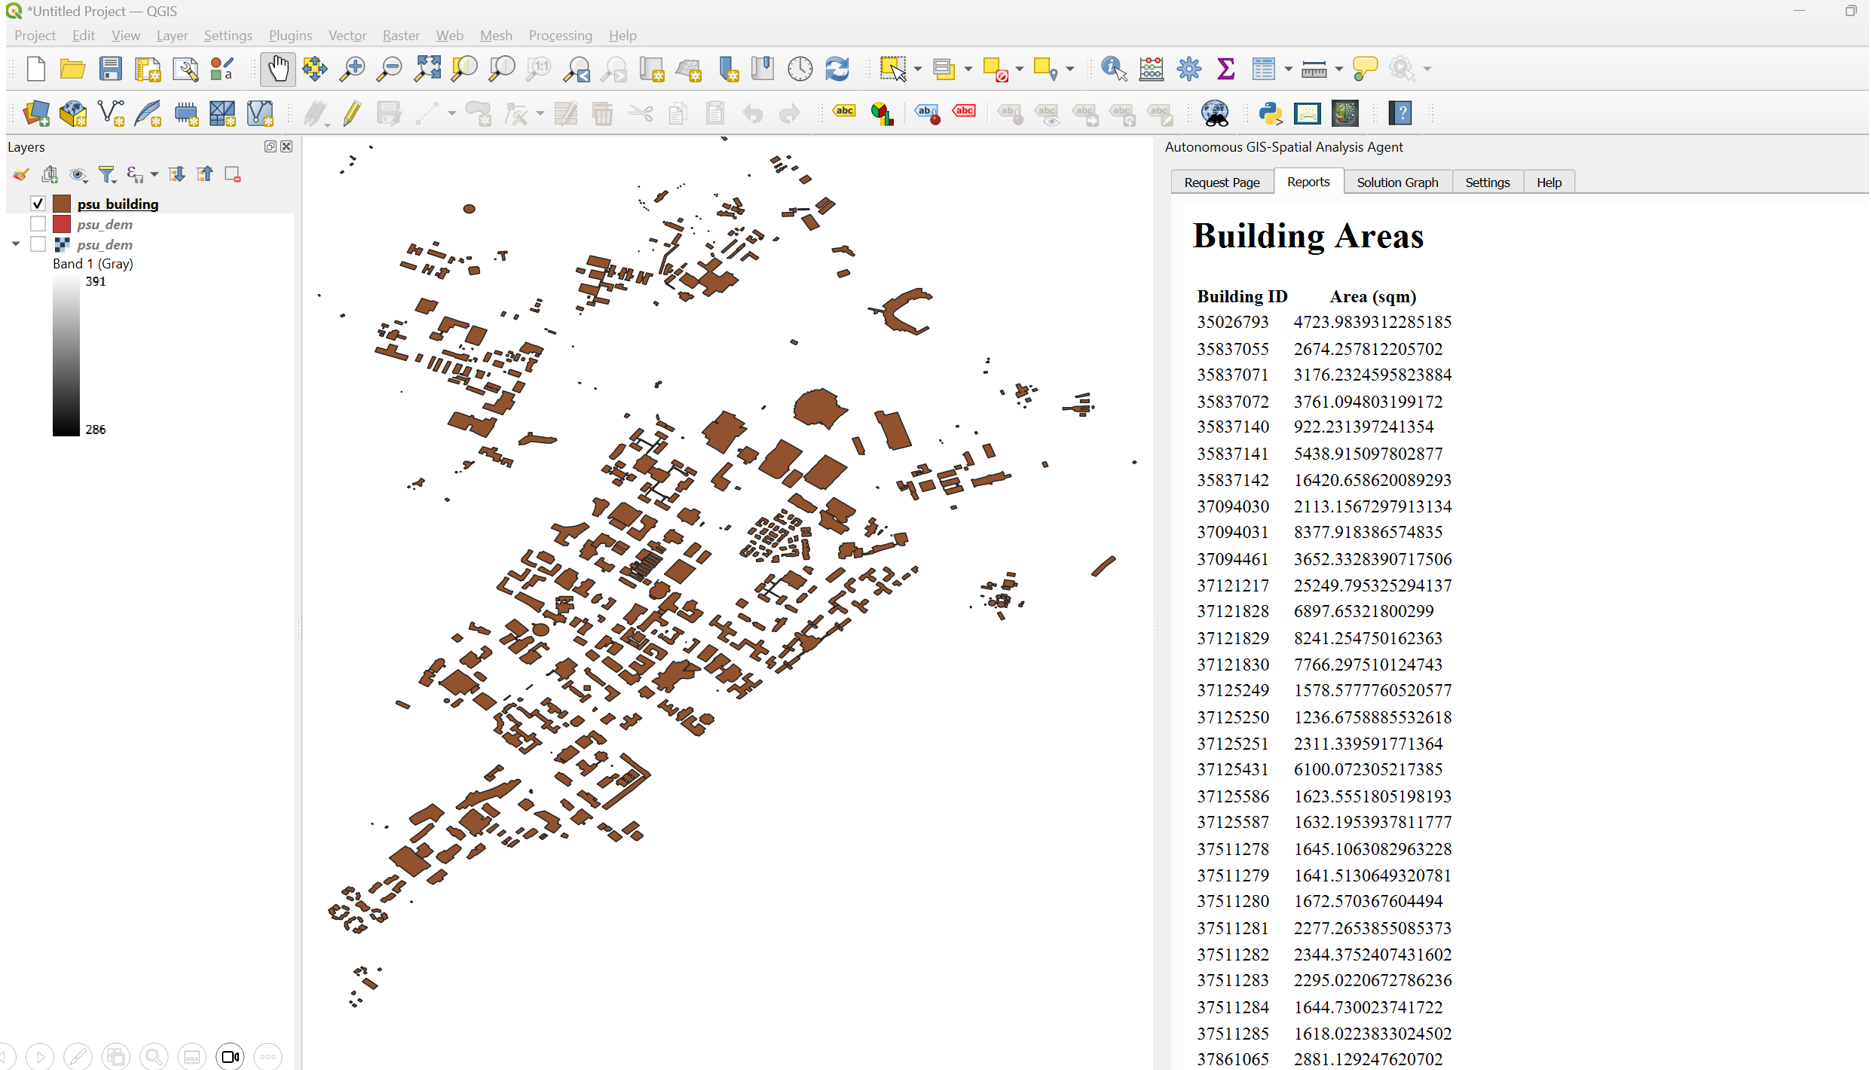 *Untitled Project — QGIS
Project Edit View Layer Settings Plugins Vector Raster Web Mesh Processing Help
Layers
psu_building
psu_dem
psu_dem
Band 1 (Gray)
391
286
Autonomous GIS-Spatial Analysis Agent
Request Page Reports Solution Graph Settings Help
Building Areas
Building ID Area (sqm)
35026793 4723.9839312285185
35837055 2674.257812205702
35837071 3176.2324595823884
35837072 3761.094803199172
35837140 922.231397241354
35837141 5438.915097802877
35837142 16420.658620089293
37094030 2113.1567297913134
37094031 8377.918386574835
37094461 3652.3328390717506
37121217 25249.795325294137
37121828 6897.65321800299
37121829 8241.254750162363
37121830 7766.297510124743
37125249 1578.5777760520577
37125250 1236.6758885532618
37125251 2311.339591771364
37125431 6100.072305217385
37125586 1623.5551805198193
37125587 1632.1953937811777
37511278 1645.1063082963228
37511279 1641.5130649320781
37511280 1672.570367604494
37511281 2277.2653855085373
37511282 2344.3752407431602
37511283 2295.0220672786236
37511284 1644.730023741722
37511285 1618.0223833024502
37861065 2881.129247620702